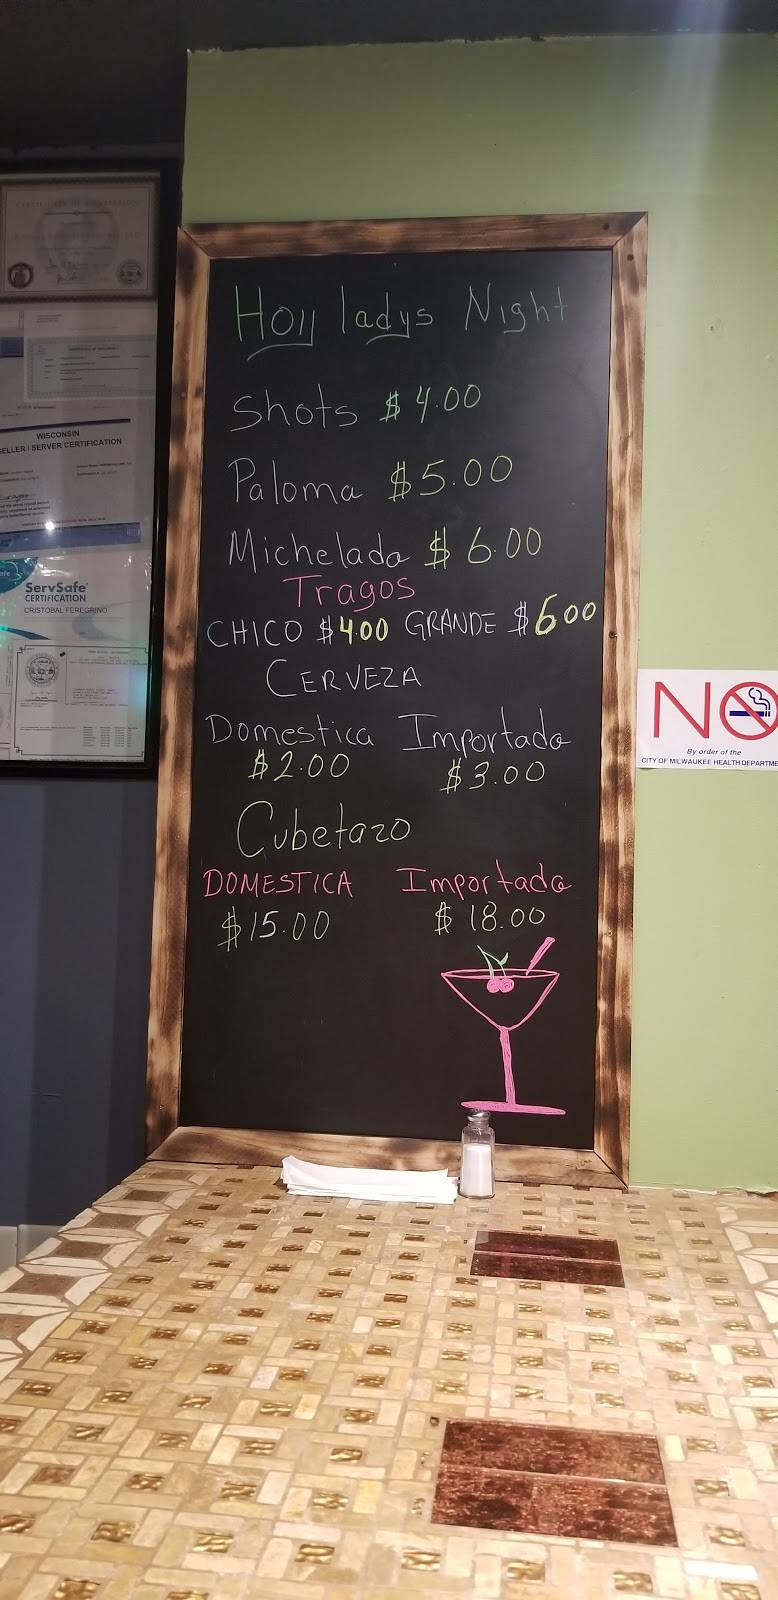 Hoy ladys Night
Shots $4.00
Paloma $5.00
Michelada $6.00
Tragos
CHICO $4.00 GRANDE $6.00
CERVEZA
Domestica Importada
$2.00 $3.00
Cubetazo
DOMESTICA Importada
$15.00 $18.00
WISCONSIN
SELLER / SERVER CERTIFICATION
ServSafe
CERTIFICATION
CRISTOBAL FEREGRINO
NO
By order of the
CITY OF MILWAUKEE HEALTH DEPARTME